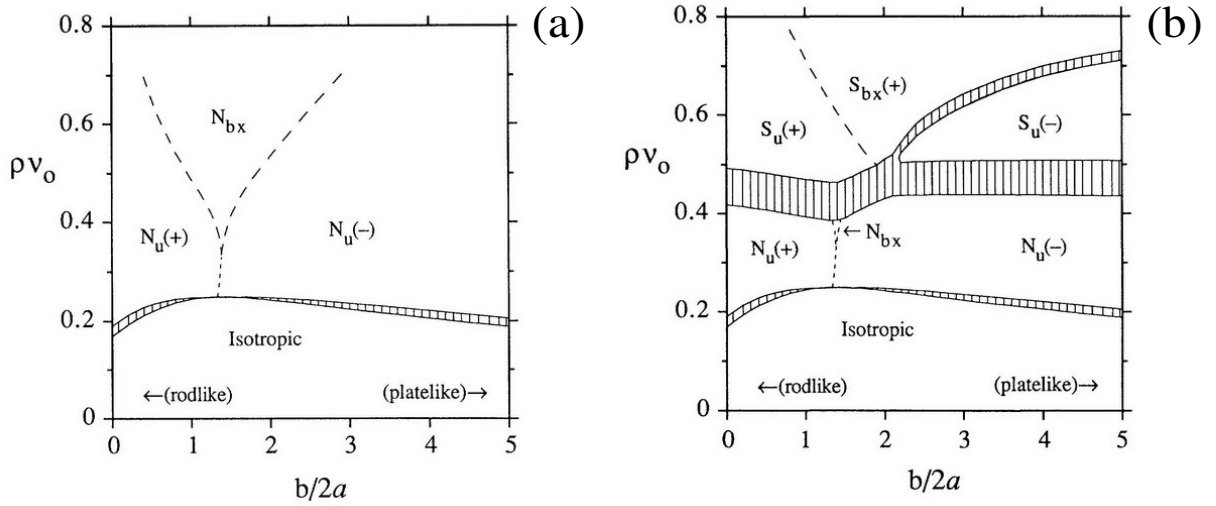 (a)
0.8
0.6
0.4
0.2
0
ρν₀
N_bx
N_u(+)
N_u(–)
Isotropic
←(rodlike)
(platelike)→
0 1 2 3 4 5
b/2a
(b)
0.8
0.6
0.4
0.2
0
ρν₀
S_bx(+)
S_u(+)
S_u(–)
←N_bx
N_u(+)
N_u(–)
Isotropic
←(rodlike)
(platelike)→
0 1 2 3 4 5
b/2a